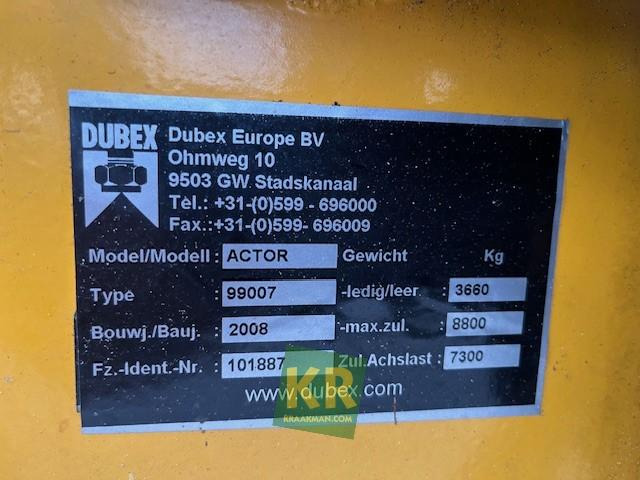 DUBEX
Dubex Europe BV
Ohmweg 10
9503 GW Stadskanaal
Tel.: +31-(0)599 - 696000
Fax.:+31-(0)599- 696009
Model/Modell : ACTOR Gewicht Kg
Type : 99007 -ledig/leer : 3660
Bouwj./Bauj. : 2008 -max.zul. : 8800
Fz.-Ident.-Nr. : 101887 Zul.Achslast : 7300
www.dubex.com
KR
KRAAKMAN.COM